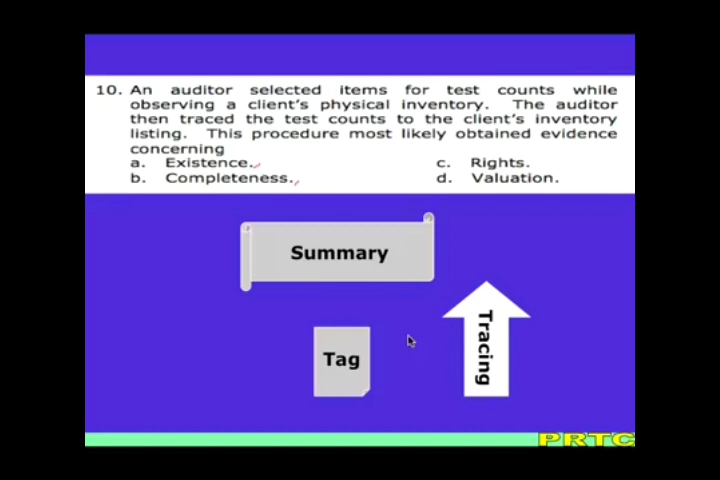 10. An auditor selected items for test counts while
observing a client's physical inventory. The auditor
then traced the test counts to the client's inventory
listing. This procedure most likely obtained evidence
concerning
a. Existence. c. Rights.
b. Completeness. d. Valuation.
Summary
Tracing
Tag
PRTC